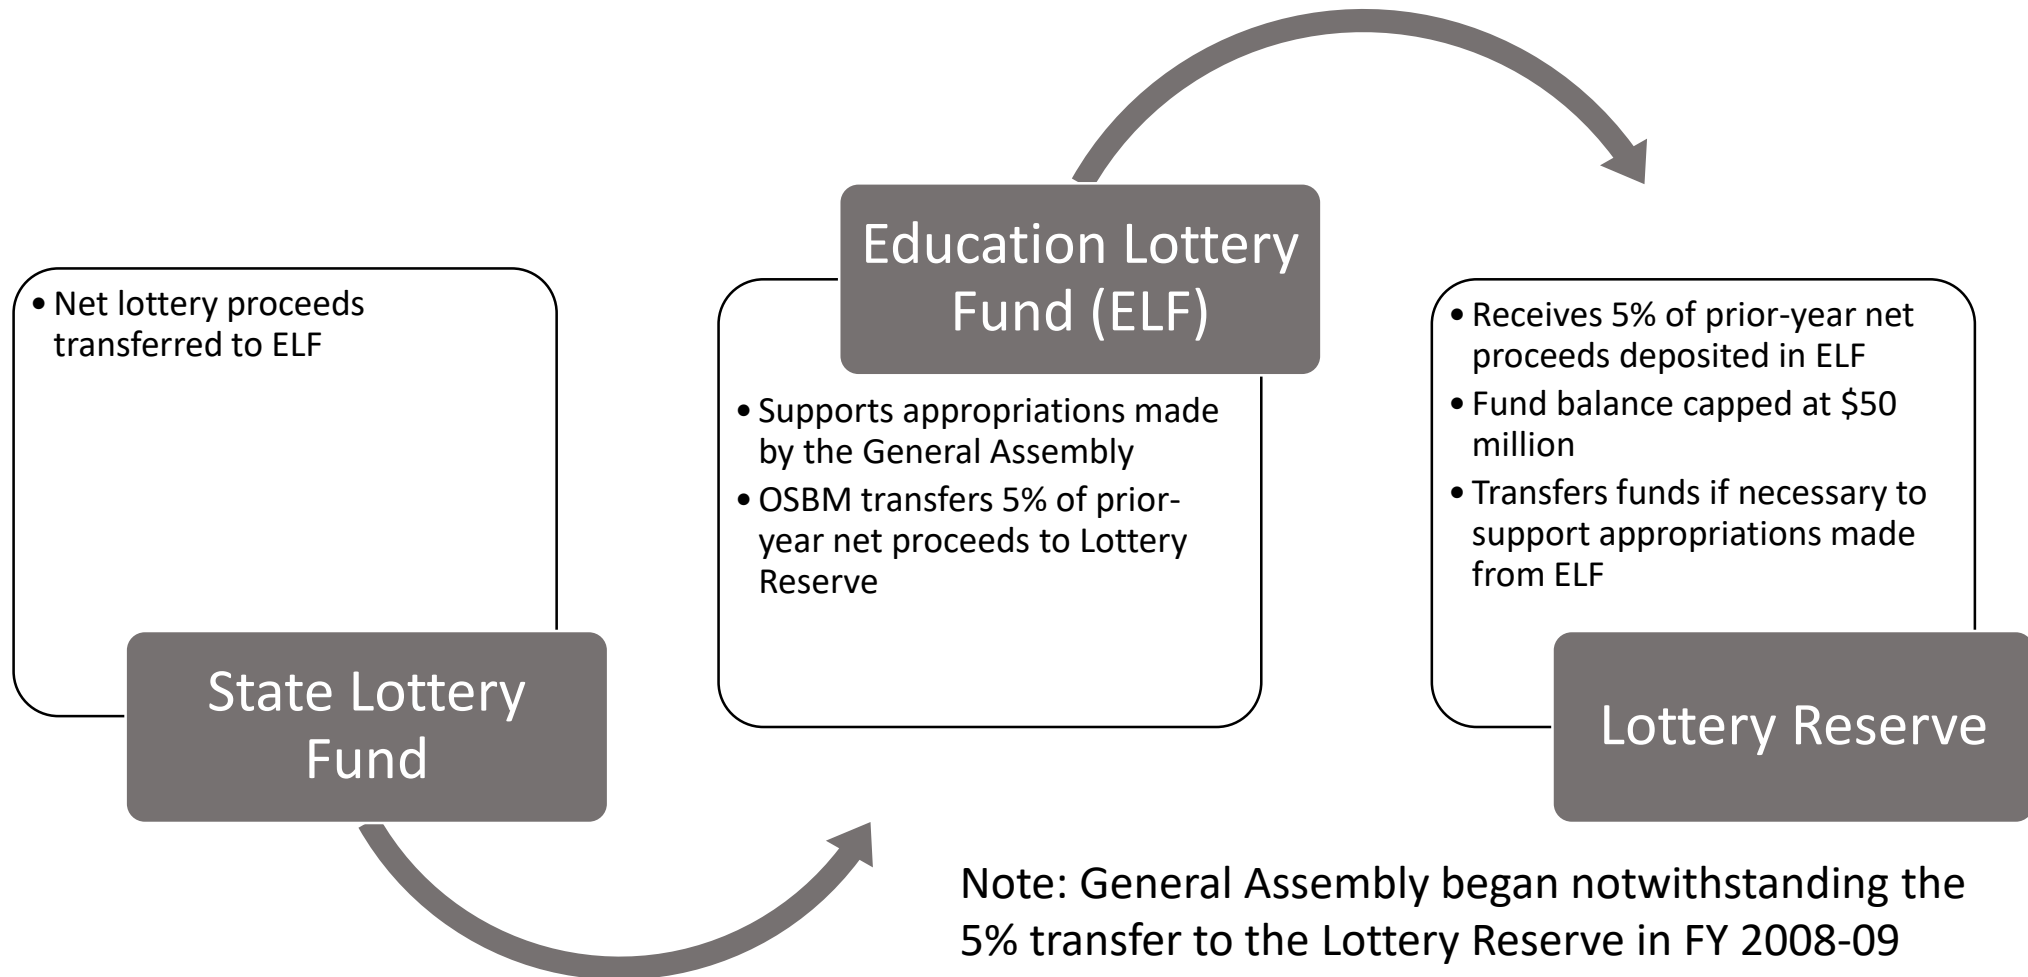 • Net lottery proceeds
transferred to ELF
State Lottery
Fund
Education Lottery
Fund (ELF)
• Supports appropriations made
by the General Assembly
• OSBM transfers 5% of prior-
year net proceeds to Lottery
Reserve
• Receives 5% of prior-year net
proceeds deposited in ELF
• Fund balance capped at $50
million
• Transfers funds if necessary to
support appropriations made
from ELF
Lottery Reserve
Note: General Assembly began notwithstanding the
5% transfer to the Lottery Reserve in FY 2008-09